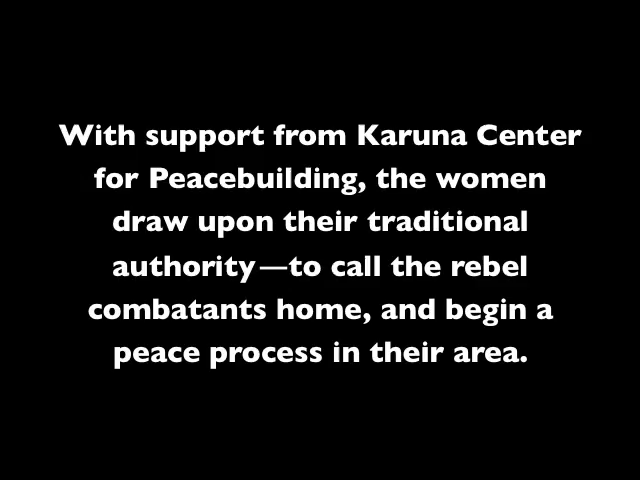 With support from Karuna Center
for Peacebuilding, the women
draw upon their traditional
authority—to call the rebel
combatants home, and begin a
peace process in their area.